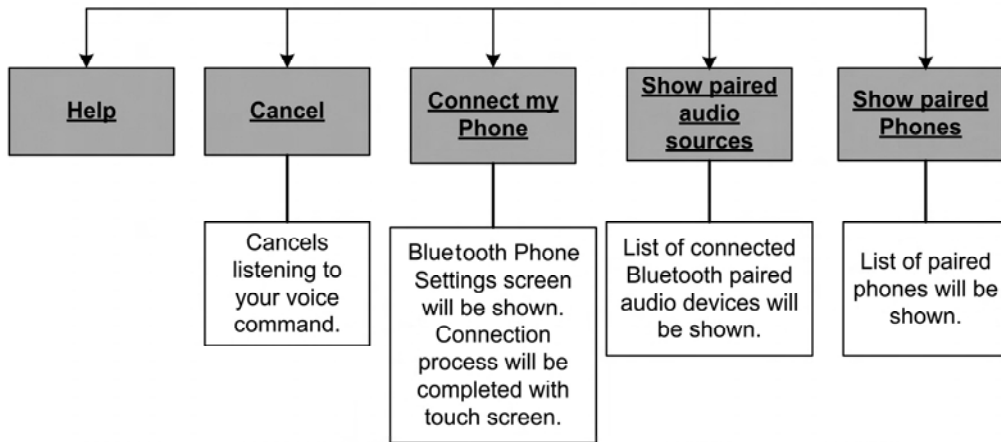 Help
Cancel
Connect my
Phone
Show paired
audio
sources
Show paired
Phones
Cancels
listening to
your voice
command.
Bluetooth Phone
Settings screen
will be shown.
Connection
process will be
completed with
touch screen.
List of connected
Bluetooth paired
audio devices will
be shown.
List of paired
phones will be
shown.